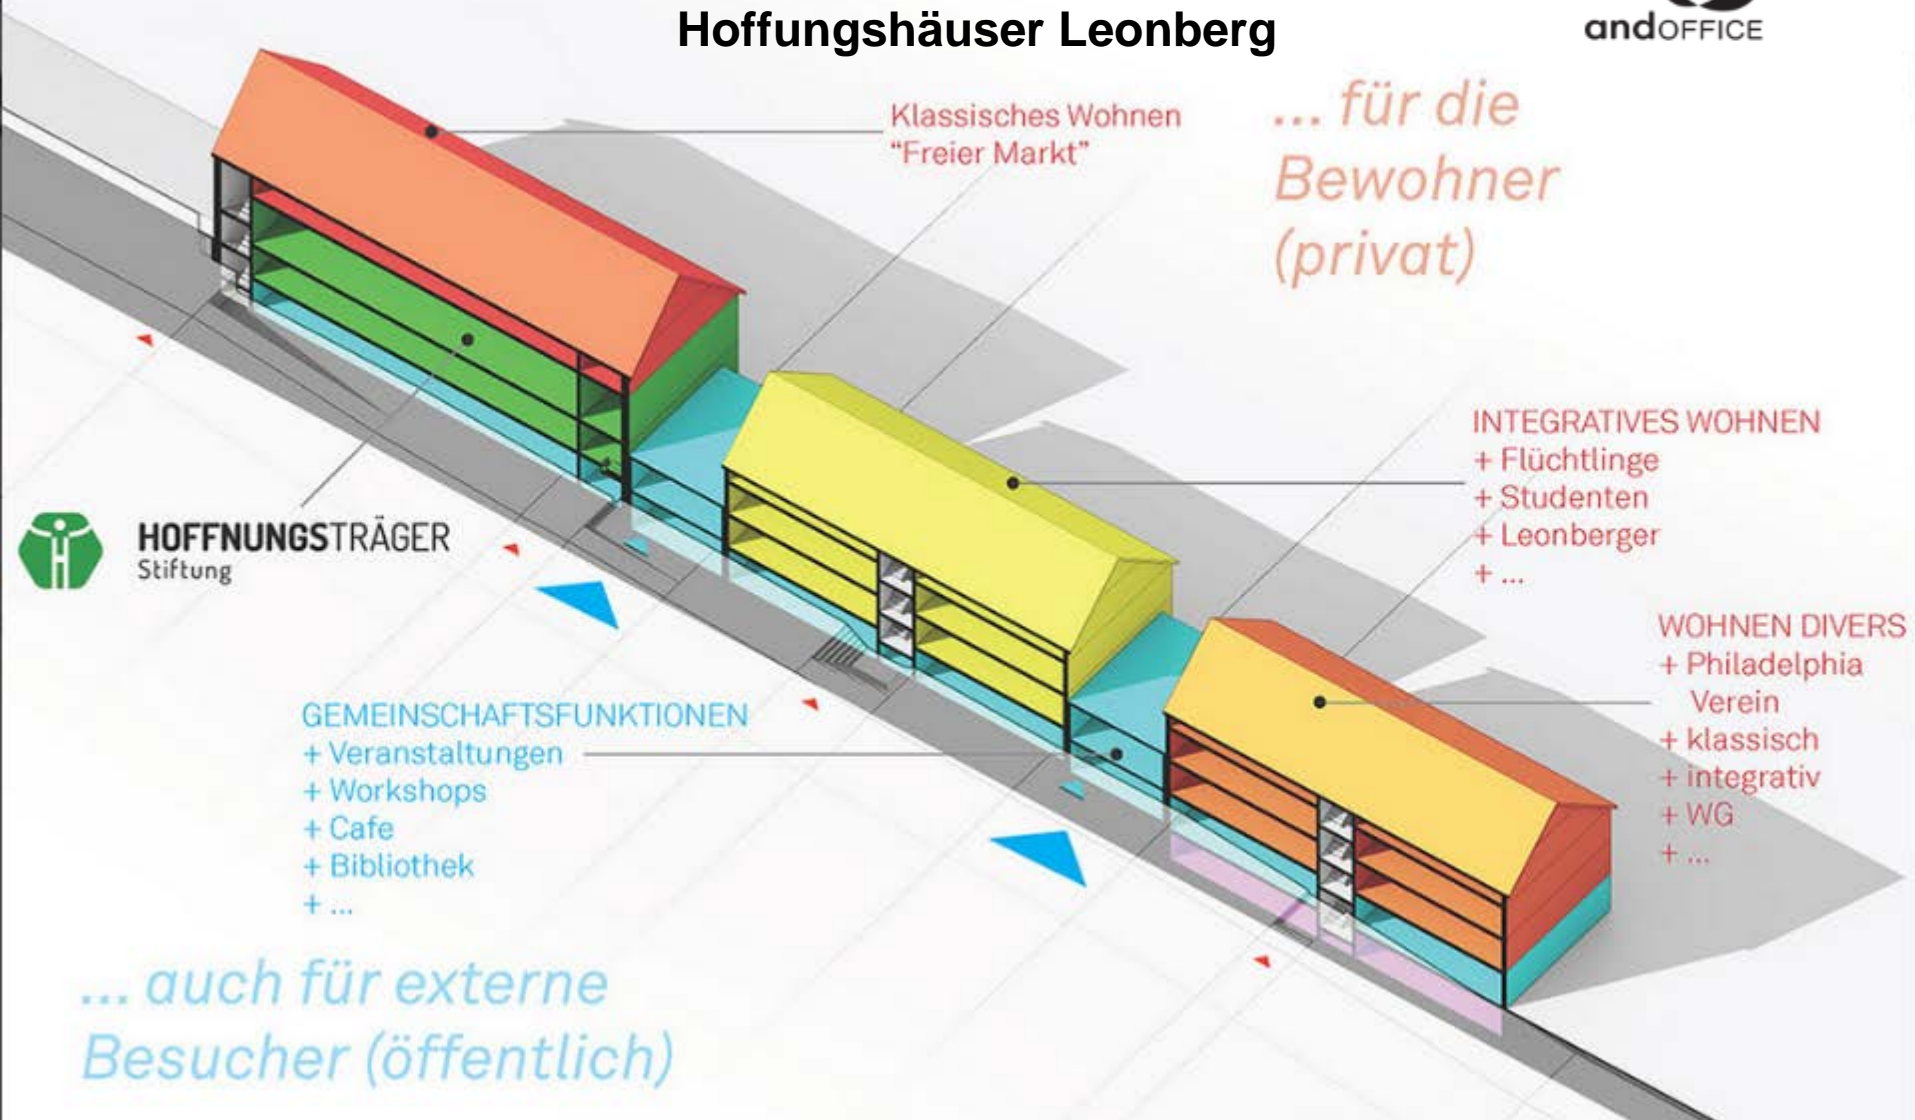 Hoffungshäuser Leonberg
andOFFICE
Klassisches Wohnen
“Freier Markt”
... für die
Bewohner
(privat)
INTEGRATIVES WOHNEN
+ Flüchtlinge
+ Studenten
+ Leonberger
+ ...
HOFFNUNGSTRÄGER
Stiftung
WOHNEN DIVERS
+ Philadelphia
Verein
+ klassisch
+ integrativ
+ WG
+ ...
GEMEINSCHAFTSFUNKTIONEN
+ Veranstaltungen
+ Workshops
+ Cafe
+ Bibliothek
+ ...
... auch für externe
Besucher (öffentlich)